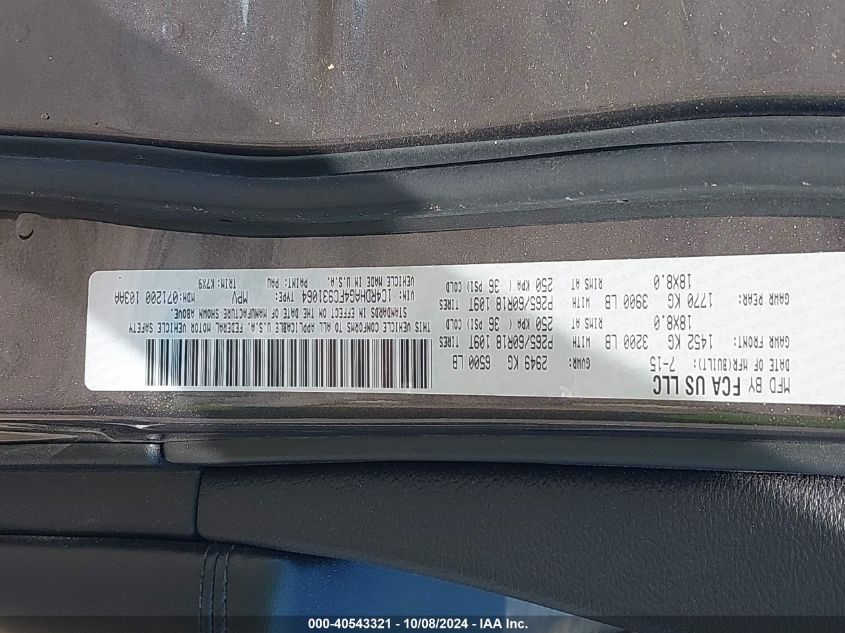 MFD BY FCA US LLC
DATE OF MFR(BUILT): 7-15 GVWR: 2949 KG 6500 LB
GAWR FRONT: 1452 KG 3200 LB WITH P265/60R18 109T TIRES
18X8.0 RIMS AT 250 KPA ( 36 PSI COLD
GAWR REAR: 1770 KG 3900 LB WITH P265/60R18 109T TIRES
18X8.0 RIMS AT 250 KPA ( 36 PSI COLD
THIS VEHICLE CONFORMS TO ALL APPLICABLE U.S.A. FEDERAL MOTOR VEHICLE SAFETY
STANDARDS IN EFFECT ON THE DATE OF MANUFACTURE SHOWN ABOVE.
VIN: 1C4RDHAG4FC931064 TYPE: MPV MDH:071200 103AA
VEHICLE MADE IN U.S.A. PAINT: PAU TRIM: K7X9
000-40543321 - 10/08/2024 - IAA Inc.